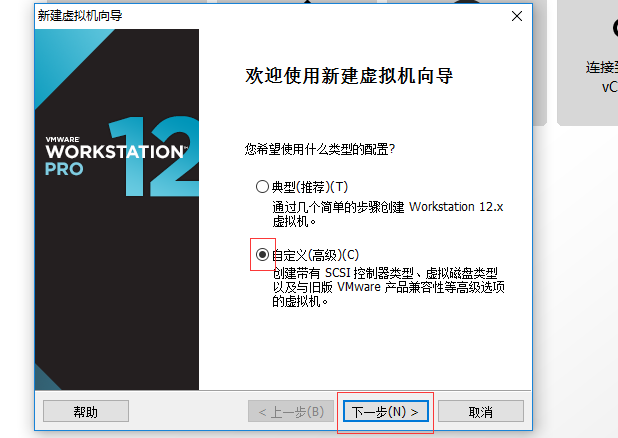 新建虚拟机向导
连接到
vC
欢迎使用新建虚拟机向导
VMWARE
WORKSTATION™
PRO
12
您希望使用什么类型的配置?
典型(推荐)(T)
通过几个简单的步骤创建 Workstation 12.x
虚拟机。
自定义(高级)(C)
创建带有 SCSI 控制器类型、虚拟磁盘类型
以及与旧版 VMware 产品兼容性等高级选项
的虚拟机。
帮助
< 上一步(B)
下一步(N) >
取消